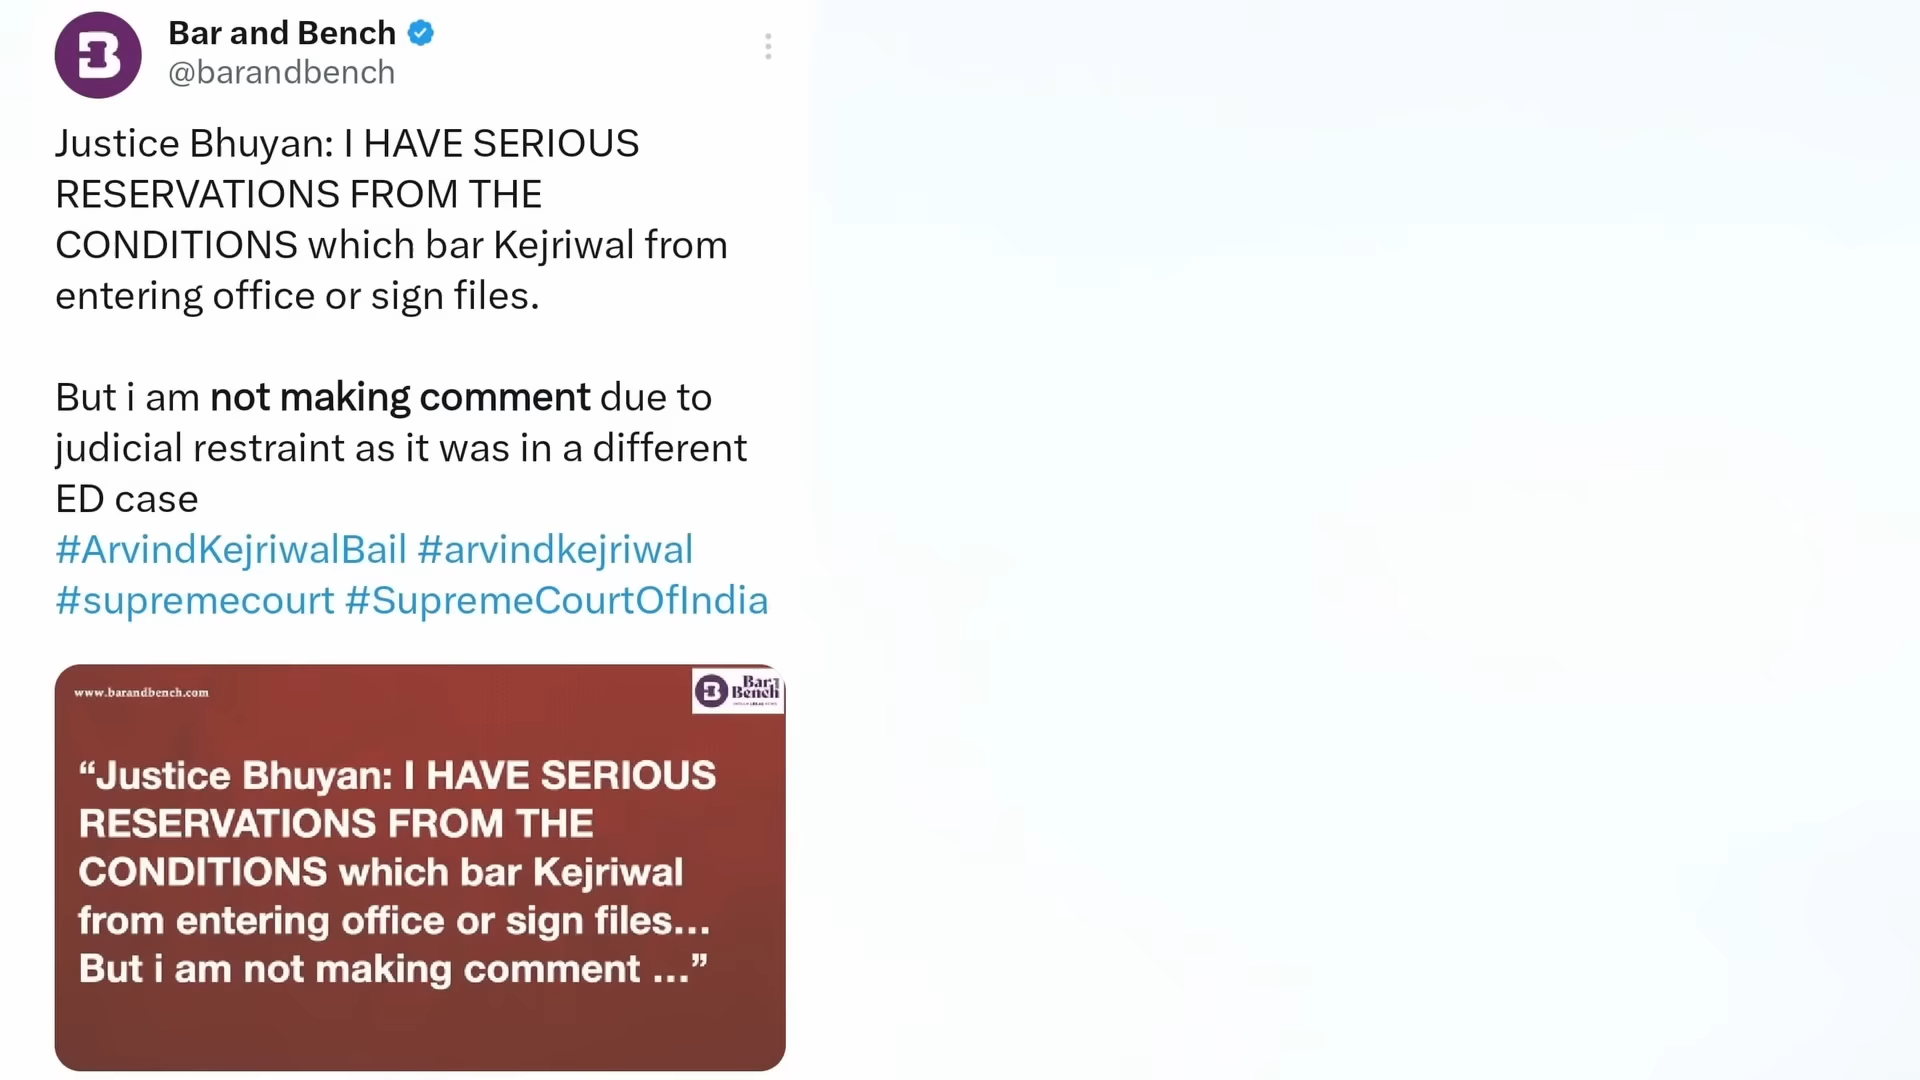 Bar and Bench
@barandbench
Justice Bhuyan: I HAVE SERIOUS
RESERVATIONS FROM THE
CONDITIONS which bar Kejriwal from
entering office or sign files.
But i am not making comment due to
judicial restraint as it was in a different
ED case
#ArvindKejriwalBail #arvindkejriwal
#supremecourt #SupremeCourtOfIndia
www.barandbench.com
Bar
Bench
“Justice Bhuyan: I HAVE SERIOUS
RESERVATIONS FROM THE
CONDITIONS which bar Kejriwal
from entering office or sign files...
But i am not making comment ...”